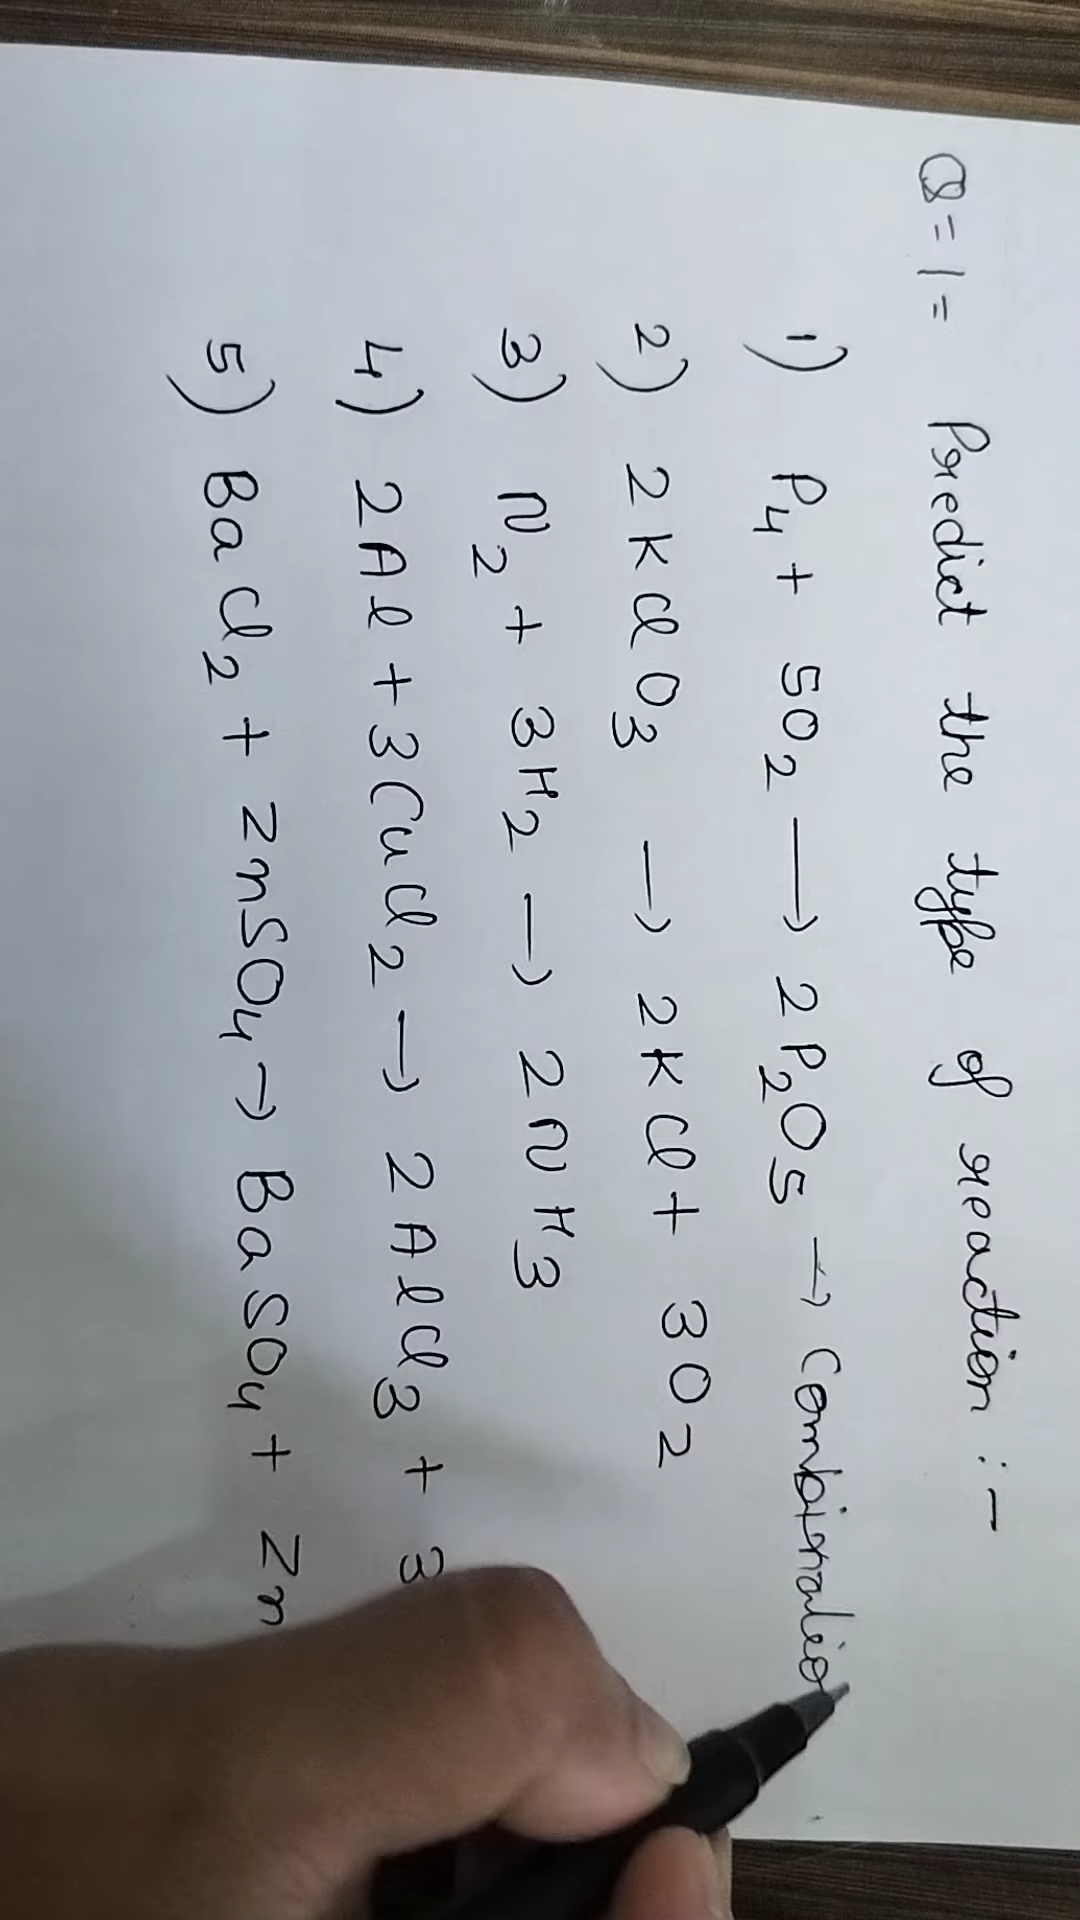 Q=1= Predict the type of reaction :-
1) P4 + 5O2 → 2P2O5 → Combinatio
2) 2KClO3 → 2KCl + 3O2
3) N2 + 3H2 → 2NH3
4) 2Al + 3CuCl2 → 2AlCl3 + 3
5) BaCl2 + ZnSO4 → BaSO4 + Zn